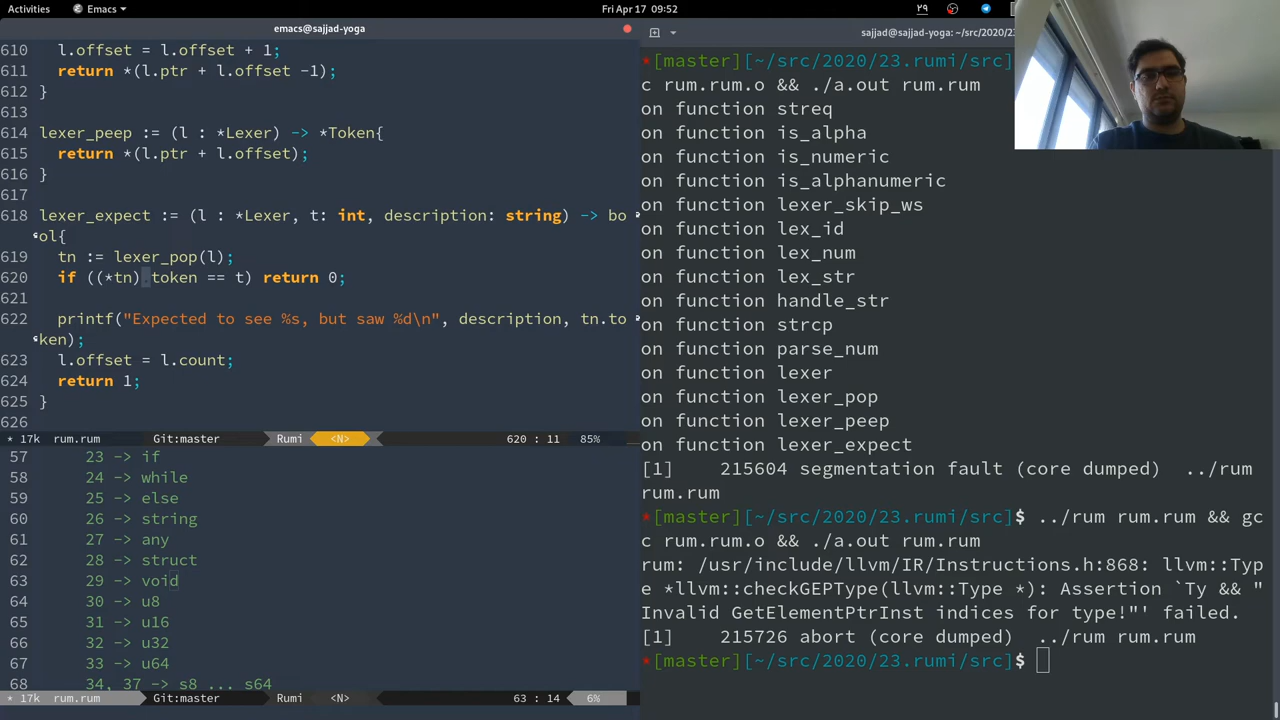 Activities Emacs Fri Apr 17 09:52 ۲۹
emacs@sajjad-yoga
610 l.offset = l.offset + 1;
611 return *(l.ptr + l.offset -1);
612 }
613
614 lexer_peep := (l : *Lexer) -> *Token{
615 return *(l.ptr + l.offset);
616 }
617
618 lexer_expect := (l : *Lexer, t: int, description: string) -> bo
ol{
619 tn := lexer_pop(l);
620 if ((*tn).token == t) return 0;
621
622 printf("Expected to see %s, but saw %d\n", description, tn.to
ken);
623 l.offset = l.count;
624 return 1;
625 }
626
* 17k rum.rum Git:master Rumi <N> 620 : 11 85%
57 23 -> if
58 24 -> while
59 25 -> else
60 26 -> string
61 27 -> any
62 28 -> struct
63 29 -> void
64 30 -> u8
65 31 -> u16
66 32 -> u32
67 33 -> u64
68 34, 37 -> s8 ... s64
* 17k rum.rum Git:master Rumi <N> 63 : 14 6%
sajjad@sajjad-yoga: ~/src/2020/23
*[master][~/src/2020/23.rumi/src]
c rum.rum.o && ./a.out rum.rum
on function streq
on function is_alpha
on function is_numeric
on function is_alphanumeric
on function lexer_skip_ws
on function lex_id
on function lex_num
on function lex_str
on function handle_str
on function strcp
on function parse_num
on function lexer
on function lexer_pop
on function lexer_peep
on function lexer_expect
[1] 215604 segmentation fault (core dumped) ../rum
rum.rum
*[master][~/src/2020/23.rumi/src]$ ../rum rum.rum && gc
c rum.rum.o && ./a.out rum.rum
rum: /usr/include/llvm/IR/Instructions.h:868: llvm::Typ
e *llvm::checkGEPType(llvm::Type *): Assertion `Ty && "
Invalid GetElementPtrInst indices for type!"' failed.
[1] 215726 abort (core dumped) ../rum rum.rum
*[master][~/src/2020/23.rumi/src]$